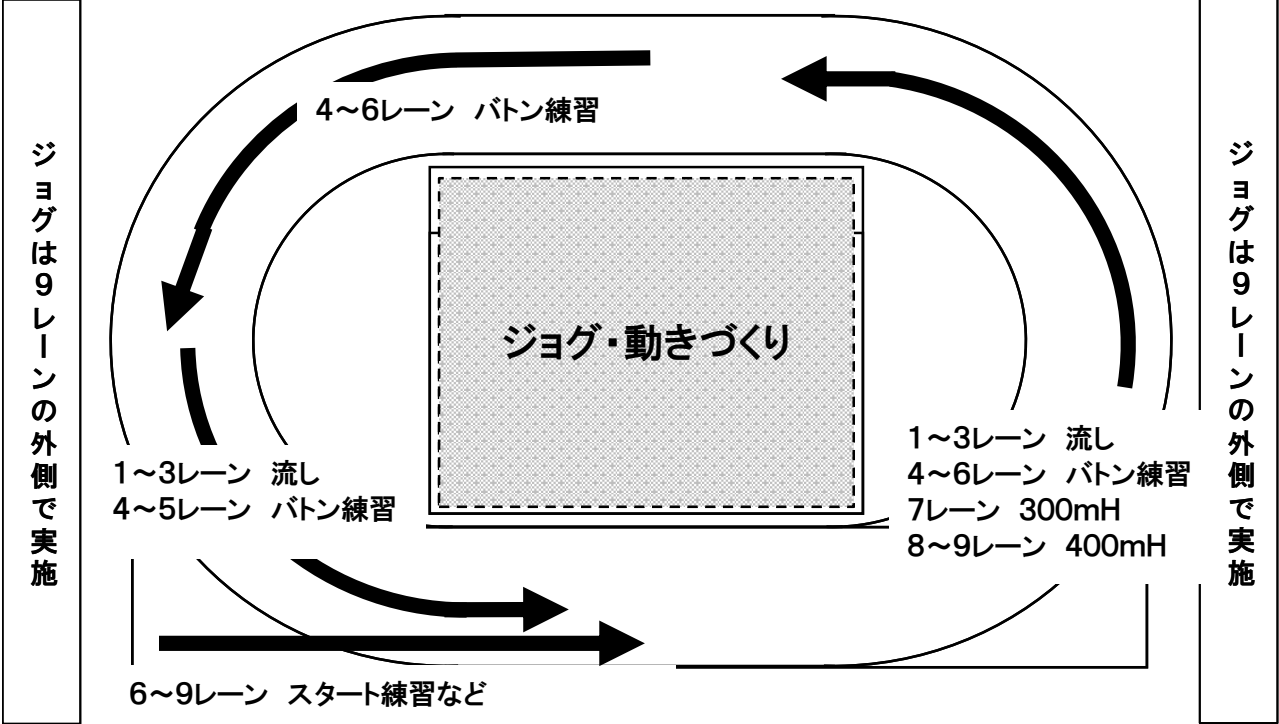 4～6レーン　バトン練習
ジョグは9レーンの外側で実施
ジョグ・動きづくり
ジョグは9レーンの外側で実施
1～3レーン　流し
4～5レーン　バトン練習
1～3レーン　流し
4～6レーン　バトン練習
7レーン　300mH
8～9レーン　400mH
6～9レーン　スタート練習など